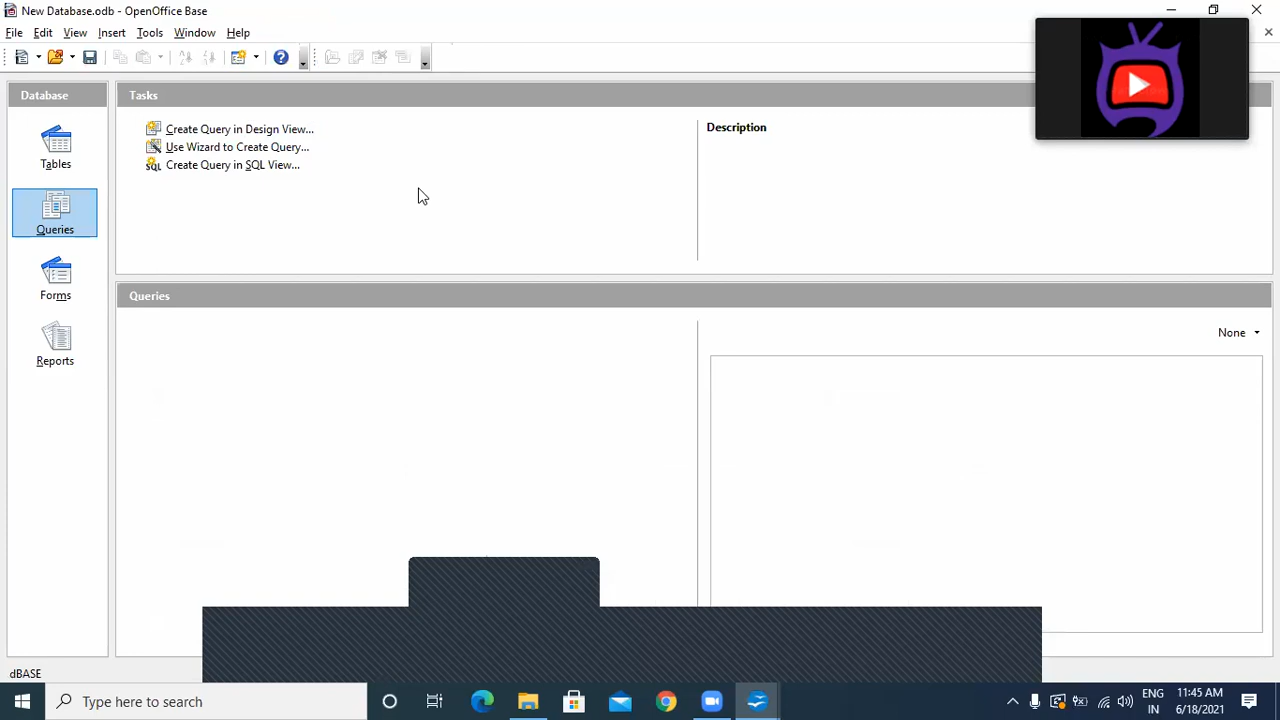 New Database.odb - OpenOffice Base
File Edit View Insert Tools Window Help
Database
Tables
Queries
Forms
Reports
Tasks
Create Query in Design View...
Use Wizard to Create Query...
SQL Create Query in SQL View...
Description
Queries
None
dBASE
Type here to search
ENG
IN
11:45 AM
6/18/2021